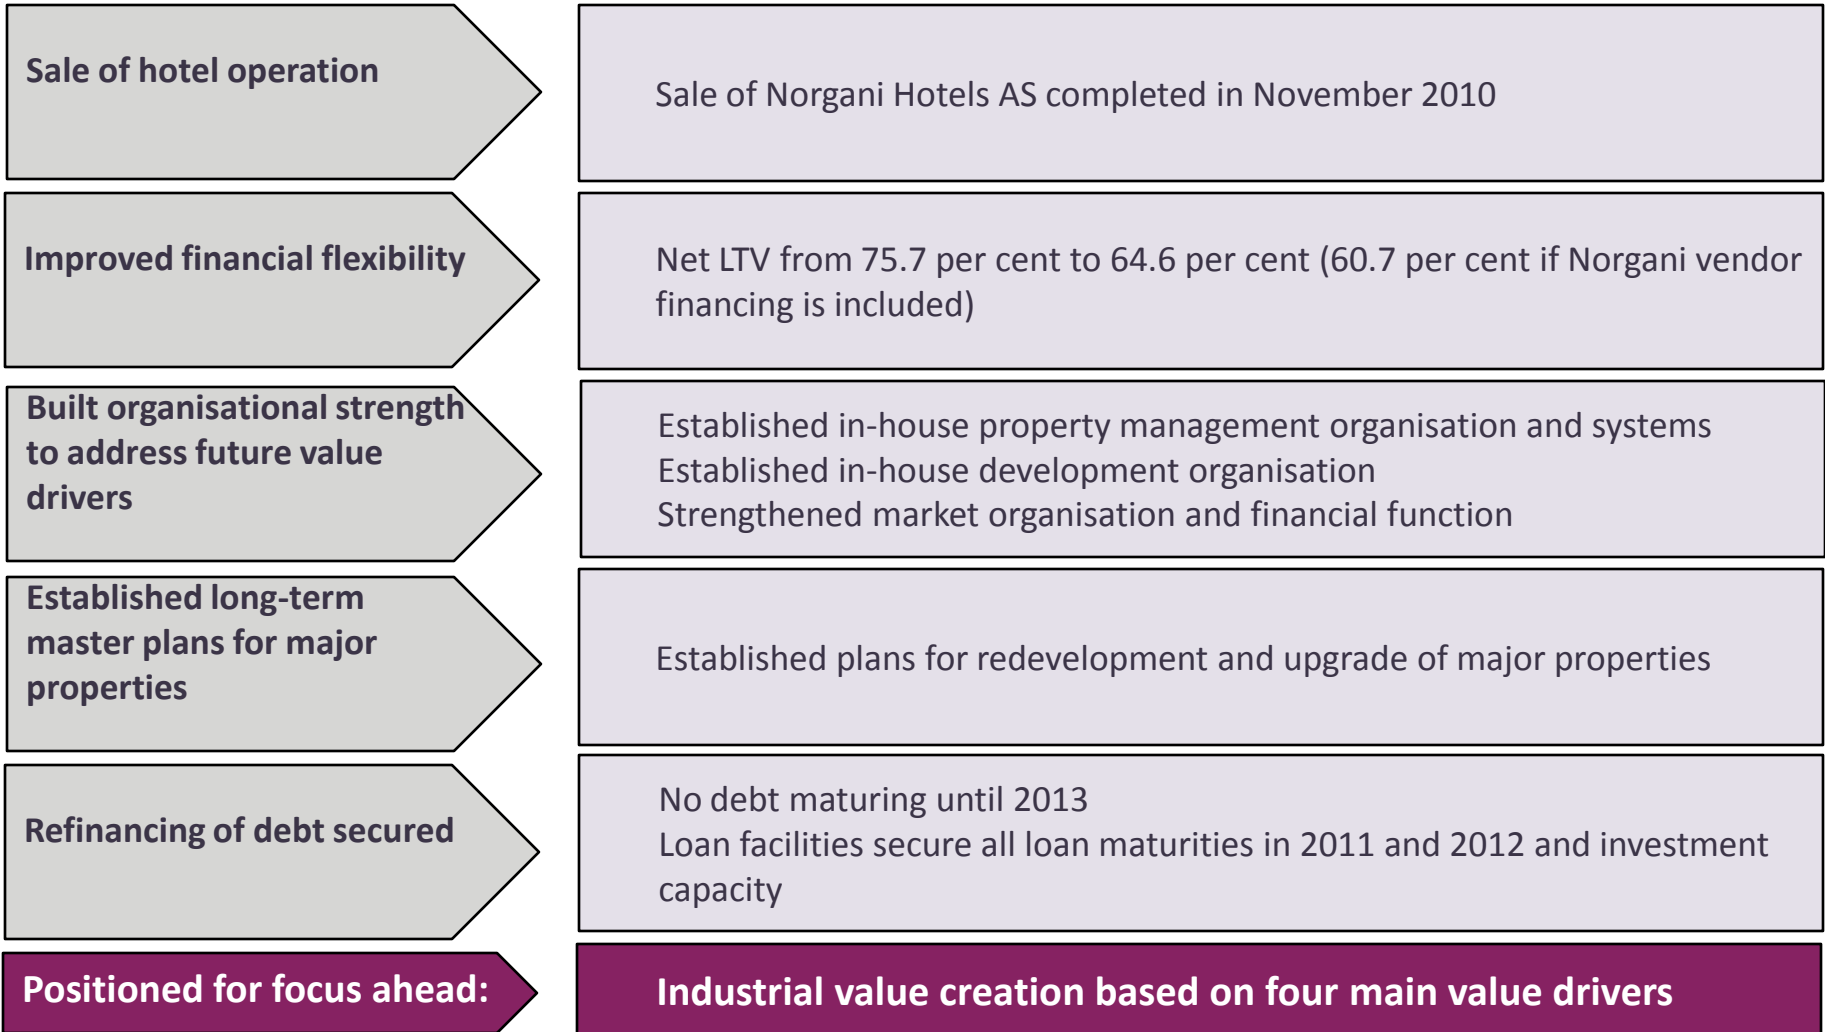 Sale of hotel operation
Sale of Norgani Hotels AS completed in November 2010
Improved financial flexibility
Net LTV from 75.7 per cent to 64.6 per cent (60.7 per cent if Norgani vendor
financing is included)
Built organisational strength
to address future value
drivers
Established in-house property management organisation and systems
Established in-house development organisation
Strengthened market organisation and financial function
Established long-term
master plans for major
properties
Established plans for redevelopment and upgrade of major properties
Refinancing of debt secured
No debt maturing until 2013
Loan facilities secure all loan maturities in 2011 and 2012 and investment
capacity
Positioned for focus ahead:
Industrial value creation based on four main value drivers